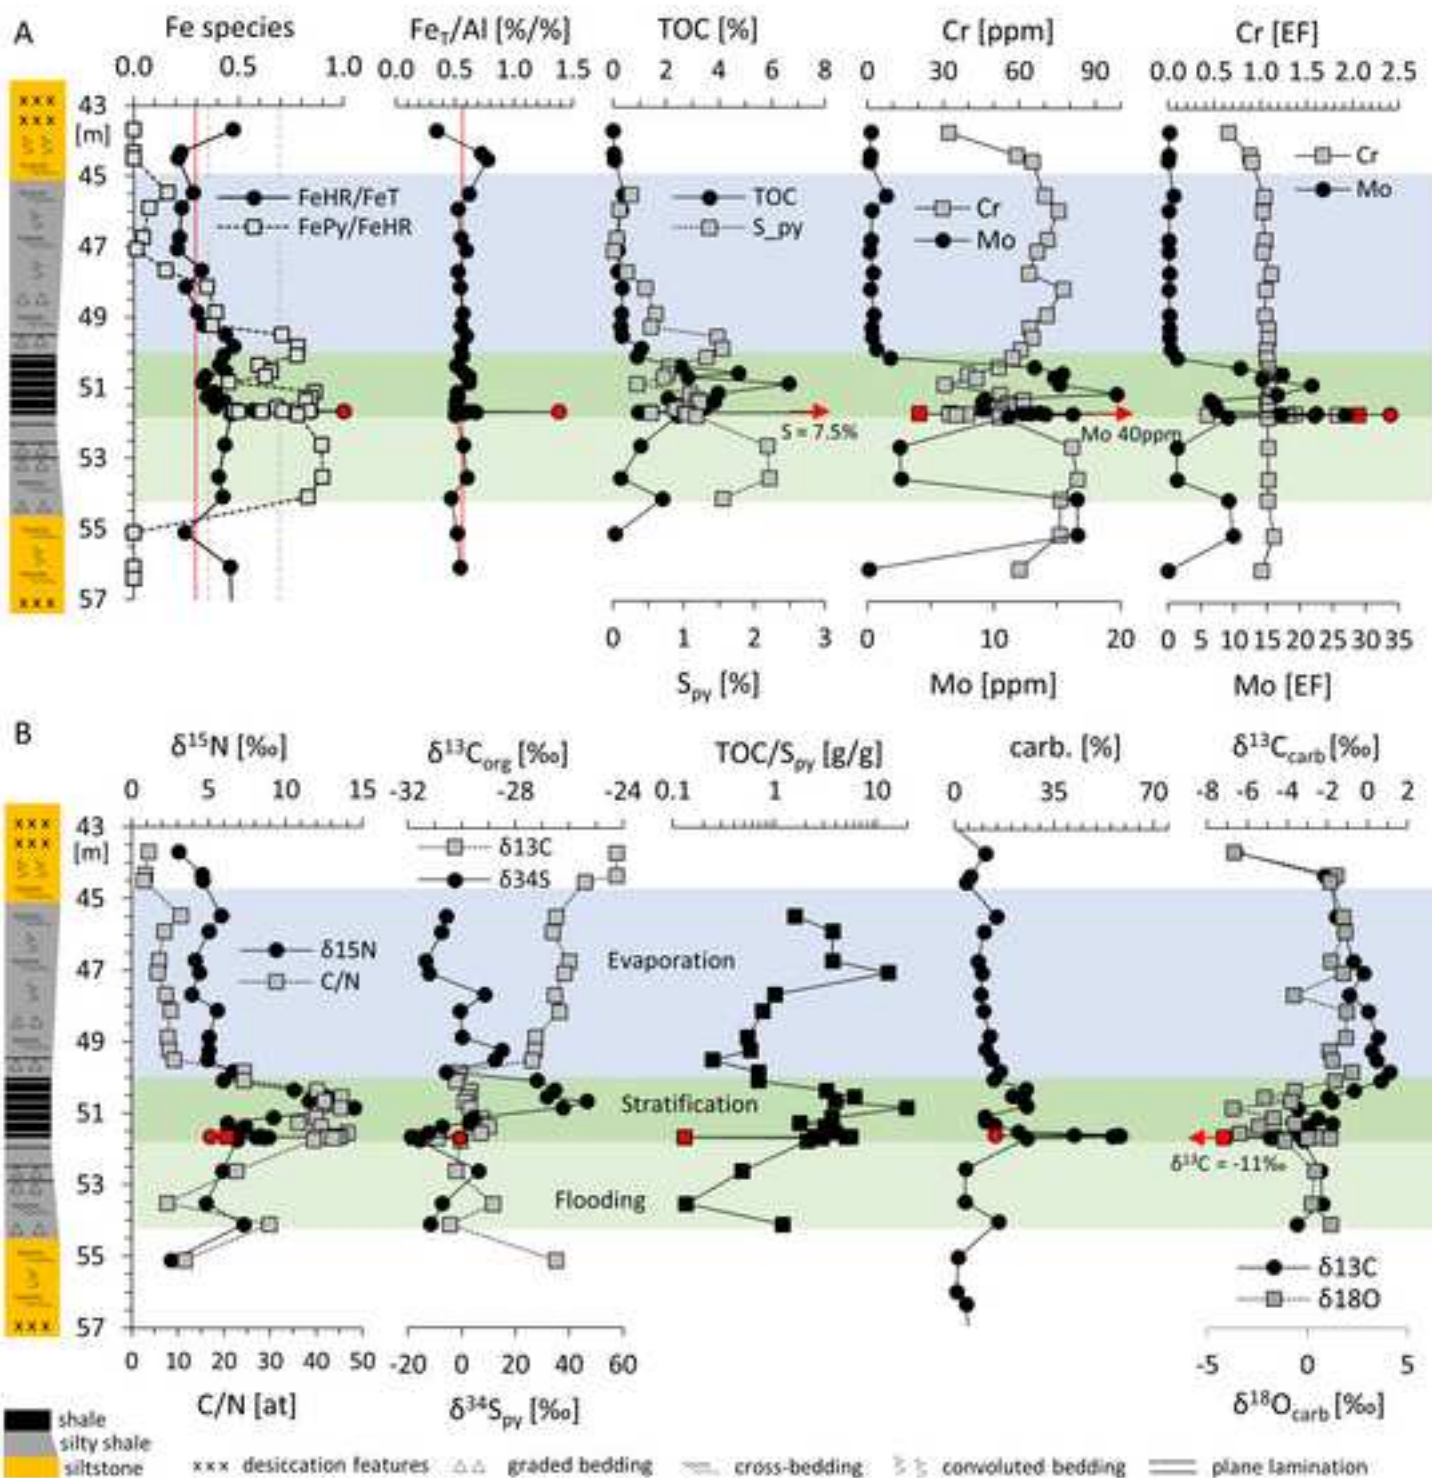 A
Fe species
Fe_T/Al [%/%]
TOC [%]
Cr [ppm]
Cr [EF]
0.0 0.5 1.0
0.0 0.5 1.0 1.5
0 2 4 6 8
0 30 60 90
0.0 0.5 1.0 1.5 2.0 2.5
43
[m]
45
47
49
51
53
55
57
FeHR/FeT
FePy/FeHR
TOC
S_py
Cr
Mo
Cr
Mo
S = 7.5%
Mo 40ppm
0 1 2 3
0 10 20
0 5 10 15 20 25 30 35
S_py [%]
Mo [ppm]
Mo [EF]
B
δ¹⁵N [‰]
δ¹³C_org [‰]
TOC/S_py [g/g]
carb. [%]
δ¹³C_carb [‰]
0 5 10 15
-32 -28 -24
0.1 1 10
0 35 70
-8 -6 -4 -2 0 2
43
[m]
45
47
49
51
53
55
57
δ13C
δ34S
δ15N
C/N
Evaporation
Stratification
Flooding
δ¹³C = -11‰
δ13C
δ18O
0 10 20 30 40 50
-20 0 20 40 60
-5 0 5
C/N [at]
δ³⁴S_py [‰]
δ¹⁸O_carb [‰]
shale
silty shale
siltstone
××× desiccation features
graded bedding
cross-bedding
convoluted bedding
plane lamination